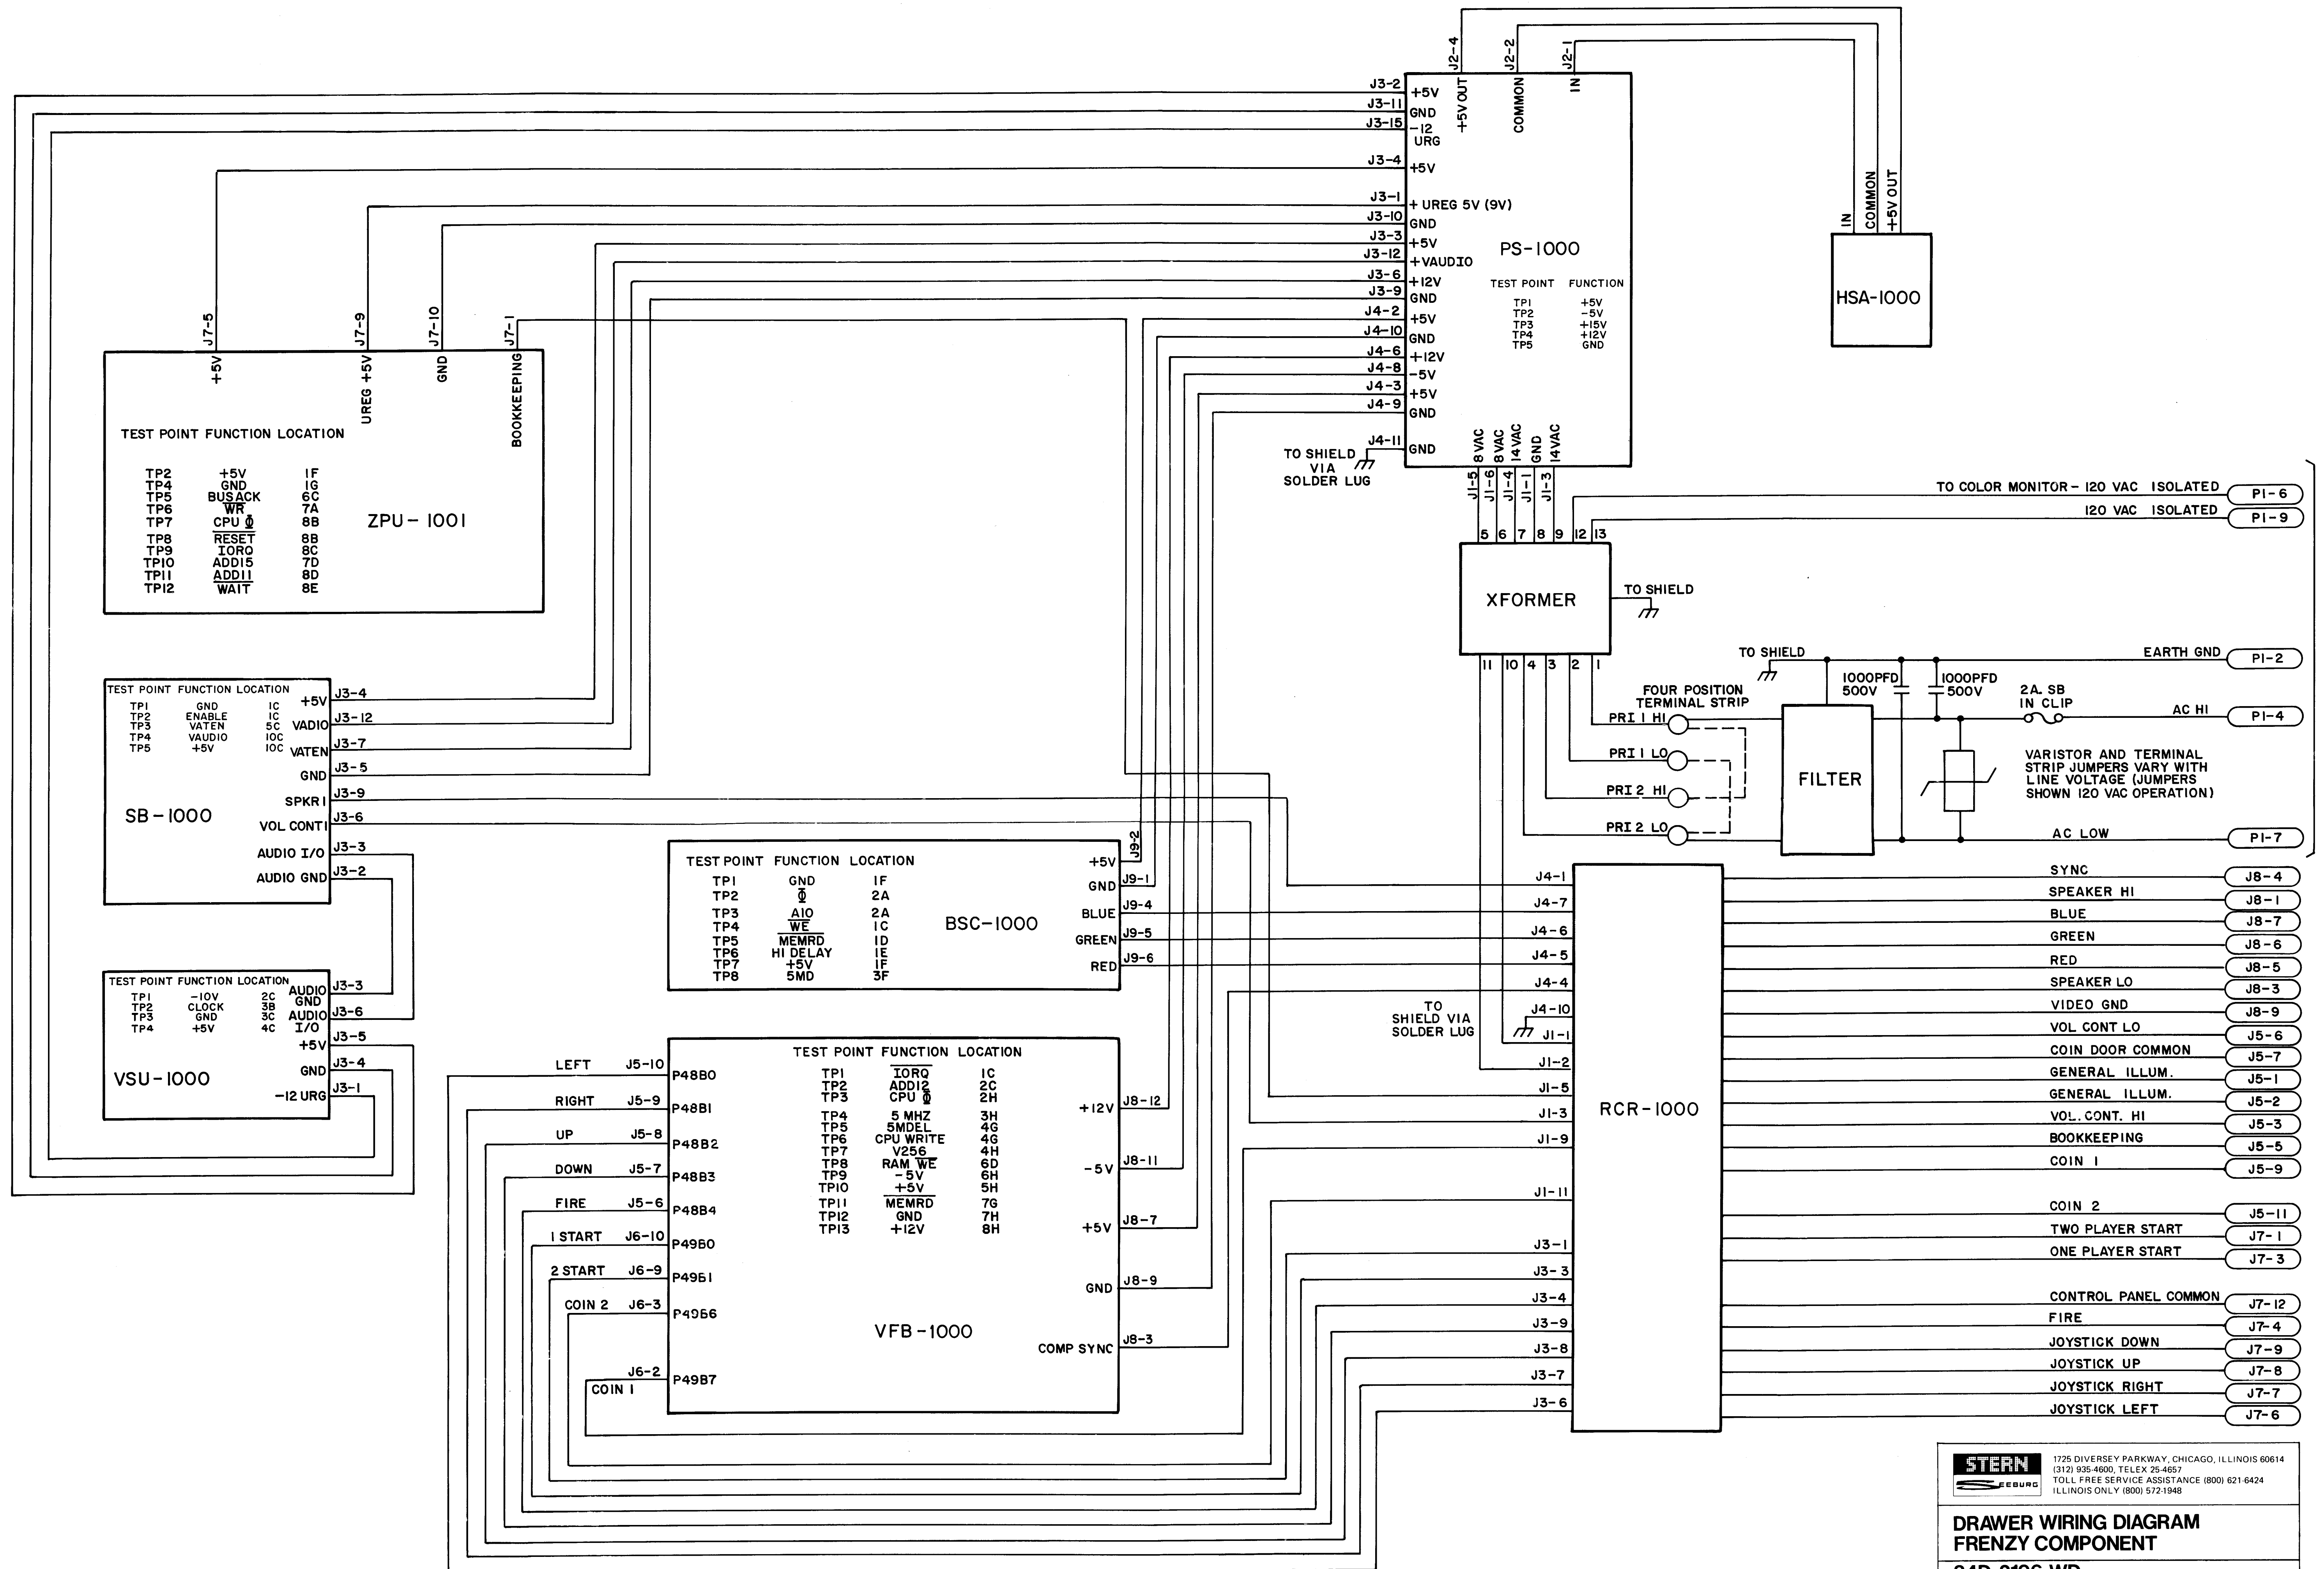 J2-4
J2-2
J2-1
J3-2
+5V
J3-11
GND
J3-15
-12
URG
J3-4
+5V
J3-1
+ UREG 5V (9V)
J3-10
GND
J3-3
+5V
J3-12
+VAUDIO
J3-6
+12V
J3-9
GND
J4-2
+5V
J4-10
GND
J4-6
+12V
J4-8
-5V
J4-3
+5V
J4-9
GND
J4-11
GND
+5V OUT
COMMON
IN
PS-1000
TEST POINT FUNCTION
TP1 +5V
TP2 -5V
TP3 +15V
TP4 +12V
TP5 GND
8 VAC
8 VAC
14 VAC
GND
14 VAC
J1-5
J1-6
J1-4
J1-1
J1-3
TO SHIELD
VIA
SOLDER LUG
IN
COMMON
+5V OUT
HSA-1000
J7-5
J7-9
J7-10
J7-1
+5V
UREG +5V
GND
BOOKKEEPING
TEST POINT FUNCTION LOCATION
TP2 +5V 1F
TP4 GND 1G
TP5 BUSACK 6C
TP6 WR 7A
TP7 CPU Φ 8B
TP8 RESET 8B
TP9 IORQ 8C
TP10 ADD15 7D
TP11 ADD11 8D
TP12 WAIT 8E
ZPU-1001
TEST POINT FUNCTION LOCATION
TP1 GND 1C
TP2 ENABLE 1C
TP3 VATEN 5C
TP4 VAUDIO 10C
TP5 +5V 10C
SB-1000
+5V J3-4
VADIO J3-12
VATEN J3-7
GND J3-5
SPKR1 J3-9
VOL CONT1 J3-6
AUDIO I/O J3-3
AUDIO GND J3-2
TEST POINT FUNCTION LOCATION
TP1 -10V 2C
TP2 CLOCK 3B
TP3 GND 3C
TP4 +5V 4C
VSU-1000
AUDIO J3-3
GND
AUDIO J3-6
I/O
+5V J3-5
GND J3-4
-12 URG J3-1
TEST POINT FUNCTION LOCATION
TP1 GND 1F
TP2 Φ 2A
TP3 A10 2A
TP4 WE 1C
TP5 MEMRD 1D
TP6 HI DELAY 1E
TP7 +5V 1F
TP8 5MD 3F
BSC-1000
+5V J9-2
GND J9-1
BLUE J9-4
GREEN J9-5
RED J9-6
TEST POINT FUNCTION LOCATION
TP1 IORQ 1C
TP2 ADD12 2C
TP3 CPU Φ 2H
TP4 5 MHZ 3H
TP5 5MDEL 4G
TP6 CPU WRITE 4G
TP7 V256 4H
TP8 RAM WE 6D
TP9 -5V 6H
TP10 +5V 5H
TP11 MEMRD 7G
TP12 GND 7H
TP13 +12V 8H
VFB-1000
LEFT J5-10 P48B0
RIGHT J5-9 P48B1
UP J5-8 P48B2
DOWN J5-7 P48B3
FIRE J5-6 P48B4
1 START J6-10 P49B0
2 START J6-9 P49B1
COIN 2 J6-3 P49B6
J6-2 P49B7
COIN 1
+12V J8-12
-5V J8-11
+5V J8-7
GND J8-9
COMP SYNC J8-3
5 6 7 8 9 12 13
XFORMER
TO SHIELD
11 10 4 3 2 1
TO COLOR MONITOR - 120 VAC ISOLATED P1-6
120 VAC ISOLATED P1-9
TO SHIELD
EARTH GND P1-2
1000PFD
500V
1000PFD
500V
2A. SB
IN CLIP
AC HI P1-4
FOUR POSITION
TERMINAL STRIP
PRI 1 HI
PRI 1 LO
PRI 2 HI
PRI 2 LO
FILTER
VARISTOR AND TERMINAL
STRIP JUMPERS VARY WITH
LINE VOLTAGE (JUMPERS
SHOWN 120 VAC OPERATION)
AC LOW P1-7
J4-1
J4-7
J4-6
J4-5
J4-4
J4-10
J1-1
J1-2
J1-5
J1-3
J1-9
J1-11
J3-1
J3-3
J3-4
J3-9
J3-8
J3-7
J3-6
TO
SHIELD VIA
SOLDER LUG
RCR-1000
SYNC J8-4
SPEAKER HI J8-1
BLUE J8-7
GREEN J8-6
RED J8-5
SPEAKER LO J8-3
VIDEO GND J8-9
VOL CONT LO J5-6
COIN DOOR COMMON J5-7
GENERAL ILLUM. J5-1
GENERAL ILLUM. J5-2
VOL. CONT. HI J5-3
BOOKKEEPING J5-5
COIN 1 J5-9
COIN 2 J5-11
TWO PLAYER START J7-1
ONE PLAYER START J7-3
CONTROL PANEL COMMON J7-12
FIRE J7-4
JOYSTICK DOWN J7-9
JOYSTICK UP J7-8
JOYSTICK RIGHT J7-7
JOYSTICK LEFT J7-6
STERN
SEEBURG
1725 DIVERSEY PARKWAY, CHICAGO, ILLINOIS 60614
(312) 935-4600, TELEX 25-4657
TOLL FREE SERVICE ASSISTANCE (800) 621-6424
ILLINOIS ONLY (800) 572-1948
DRAWER WIRING DIAGRAM
FRENZY COMPONENT